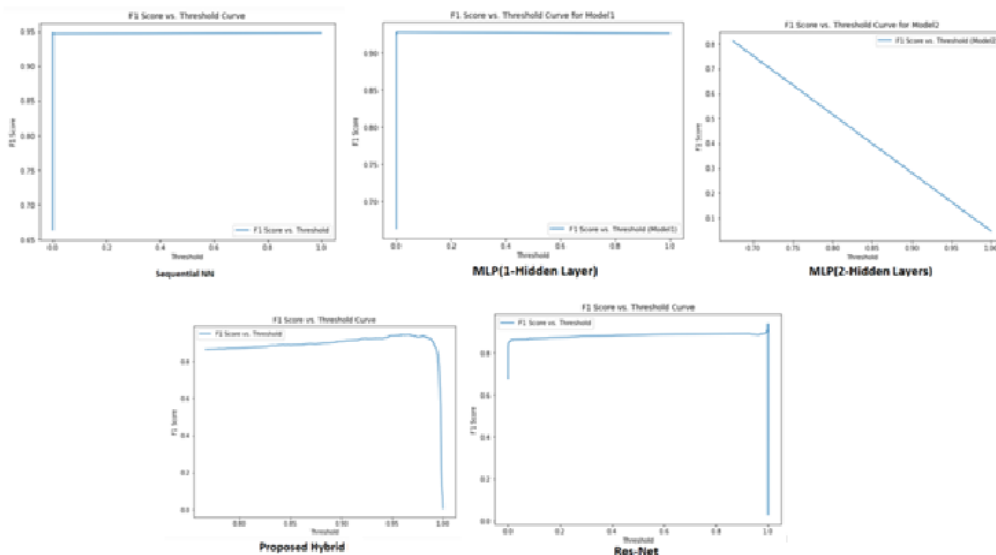 F1 Score vs. Threshold Curve
F1 Score
0.95
0.90
0.85
0.80
0.75
0.70
0.65
F1 Score vs. Threshold
0.0 0.2 0.4 0.6 0.8 1.0
Threshold
Sequential NN
F1 Score vs. Threshold Curve for Model1
F1 Score
0.90
0.85
0.80
0.75
0.70
F1 Score vs. Threshold (Model1)
0.0 0.2 0.4 0.6 0.8 1.0
Threshold
MLP(1-Hidden Layer)
F1 Score vs. Threshold Curve for Model2
F1 Score vs. Threshold (Model2
F1 Score
0.8
0.7
0.6
0.5
0.4
0.3
0.2
0.1
0.70 0.75 0.80 0.85 0.90 0.95 1.00
Threshold
MLP(2-Hidden Layers)
F1 Score vs. Threshold Curve
F1 Score vs. Threshold
F1 Score
0.8
0.6
0.4
0.2
0.0
0.80 0.85 0.90 0.95 1.00
Threshold
Proposed Hybrid
F1 Score vs. Threshold Curve
F1 Score vs. Threshold
F1 Score
0.8
0.6
0.4
0.2
0.0
0.0 0.2 0.4 0.6 0.8 1.0
Threshold
Res-Net